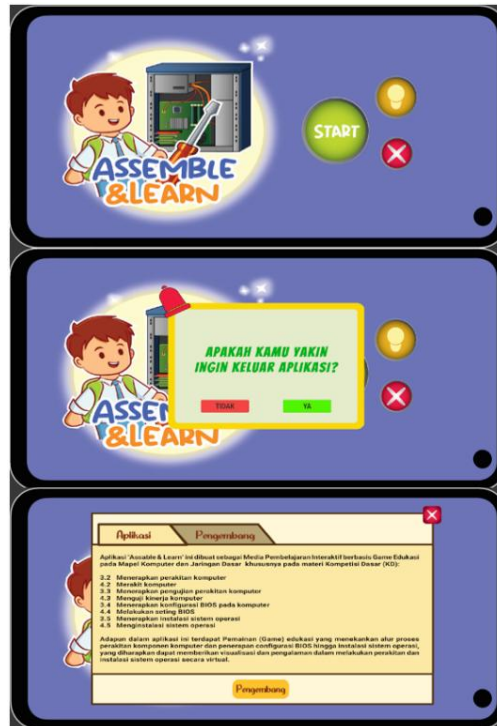 ASSEMBLE
& LEARN
START
APAKAH KAMU YAKIN
INGIN KELUAR APLIKASI?
TIDAK
YA
ASSEM
& LEARN
Aplikasi
Pengembang
Aplikasi 'Assable & Learn' ini dibuat sebagai Media Pembelajaran Interaktif berbasis Game Edukasi
pada Mapel Komputer dan Jaringan Dasar khususnya pada materi Kompetisi Dasar (KD):
3.2 Menerapkan perakitan komputer
4.2 Merakit komputer
3.3 Menerapkan pengujian perakitan komputer
4.3 Menguji kinerja komputer
3.4 Menerapkan konfigurasi BIOS pada komputer
4.4 Melakukan seting BIOS
3.5 Menerapkan instalasi sistem operasi
4.5 Menginstalasi sistem operasi
Adapun dalam aplikasi ini terdapat Pemainan (Game) edukasi yang menekankan alur proses
perakitan komponen komputer dan penerapan configurasi BIOS hingga instalasi sistem operasi,
yang diharapkan dapat memberikan visualisasi dan pengalaman dalam melakukan perakitan dan
instalasi sistem operasi secara virtual.
Pengembang